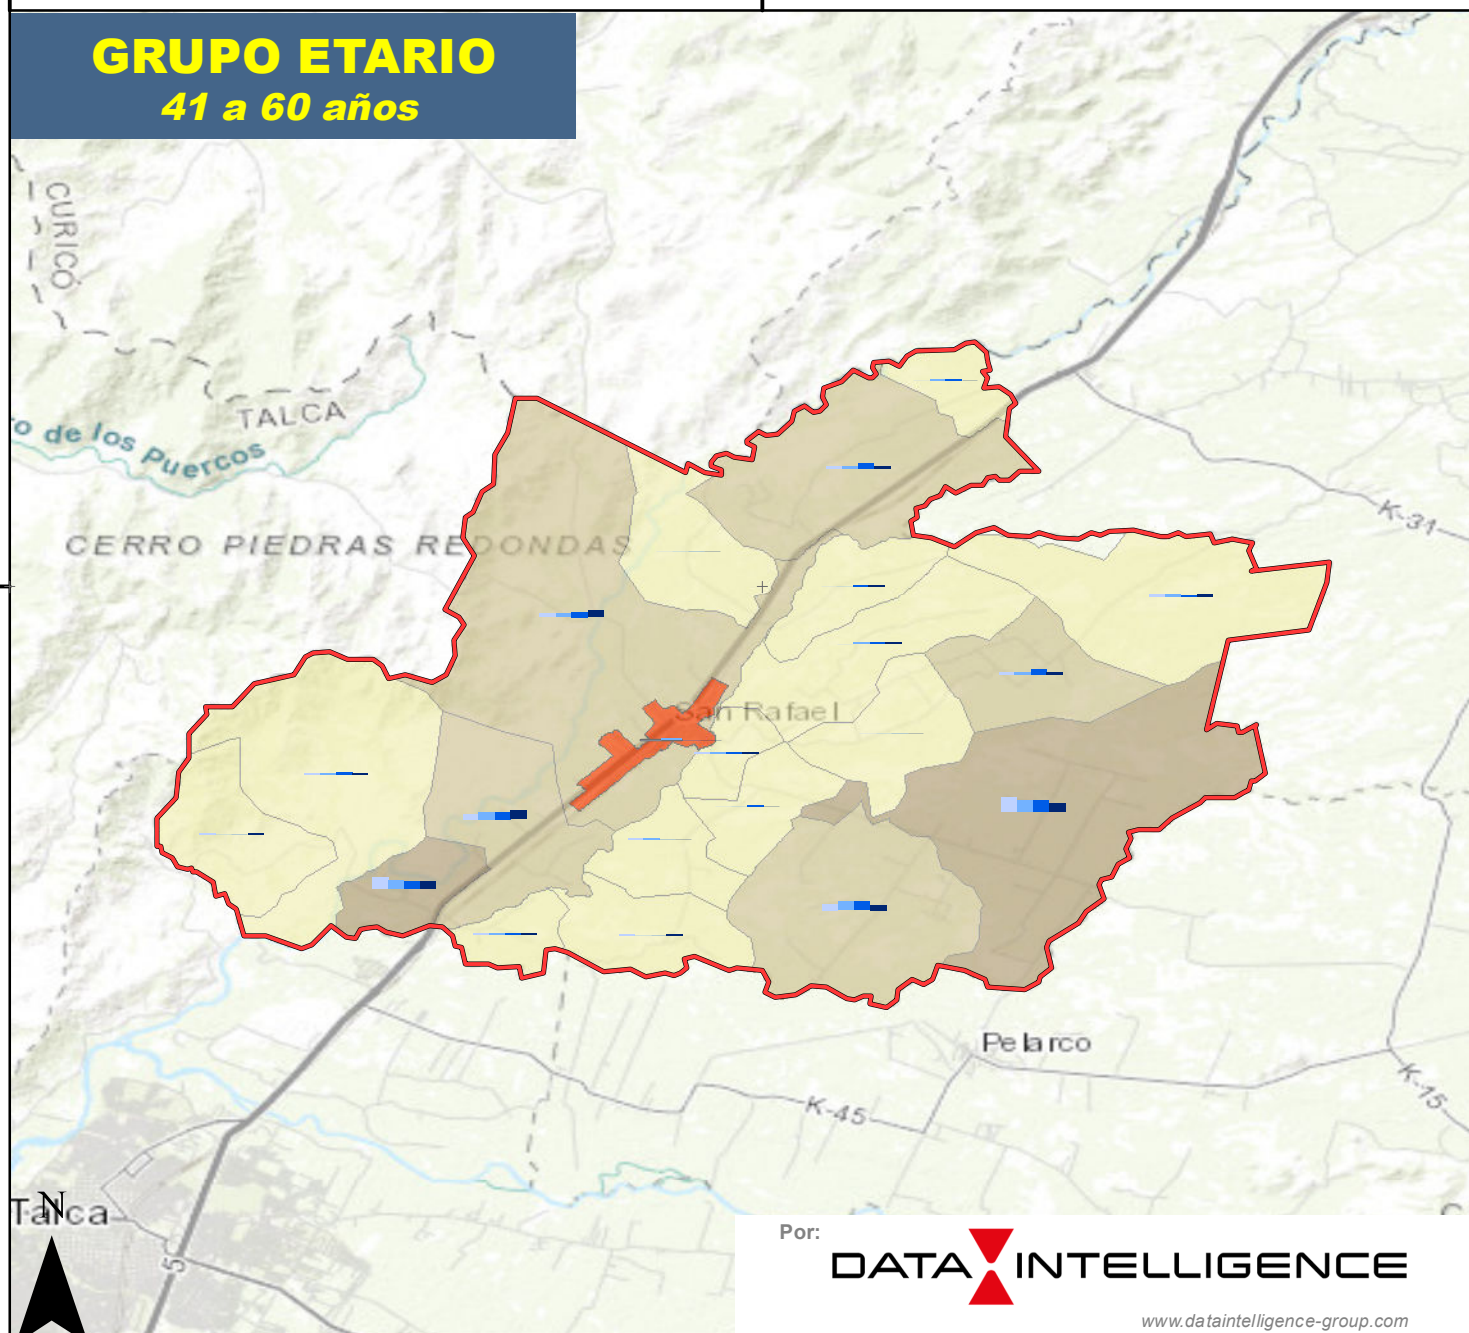 GRUPO ETARIO
41 a 60 años
CURICÓ
TALCA
o de los Puercos
CERRO PIEDRAS REDONDAS
K-31
San Rafael
Pelarco
K-15
K-45
Talca
N
5
Por:
DATA INTELLIGENCE
www.dataintelligence-group.com